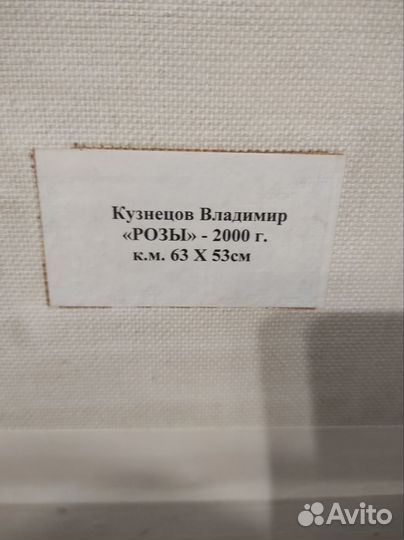 Кузнецов Владимир
«РОЗЫ» - 2000 г.
к.м. 63 X 53см
Avito